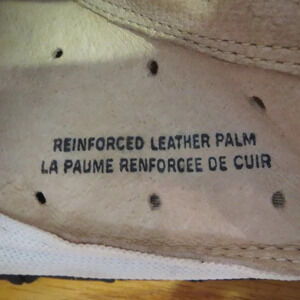 REINFORCED LEATHER PALM
LA PAUME RENFORCEE DE CUIR